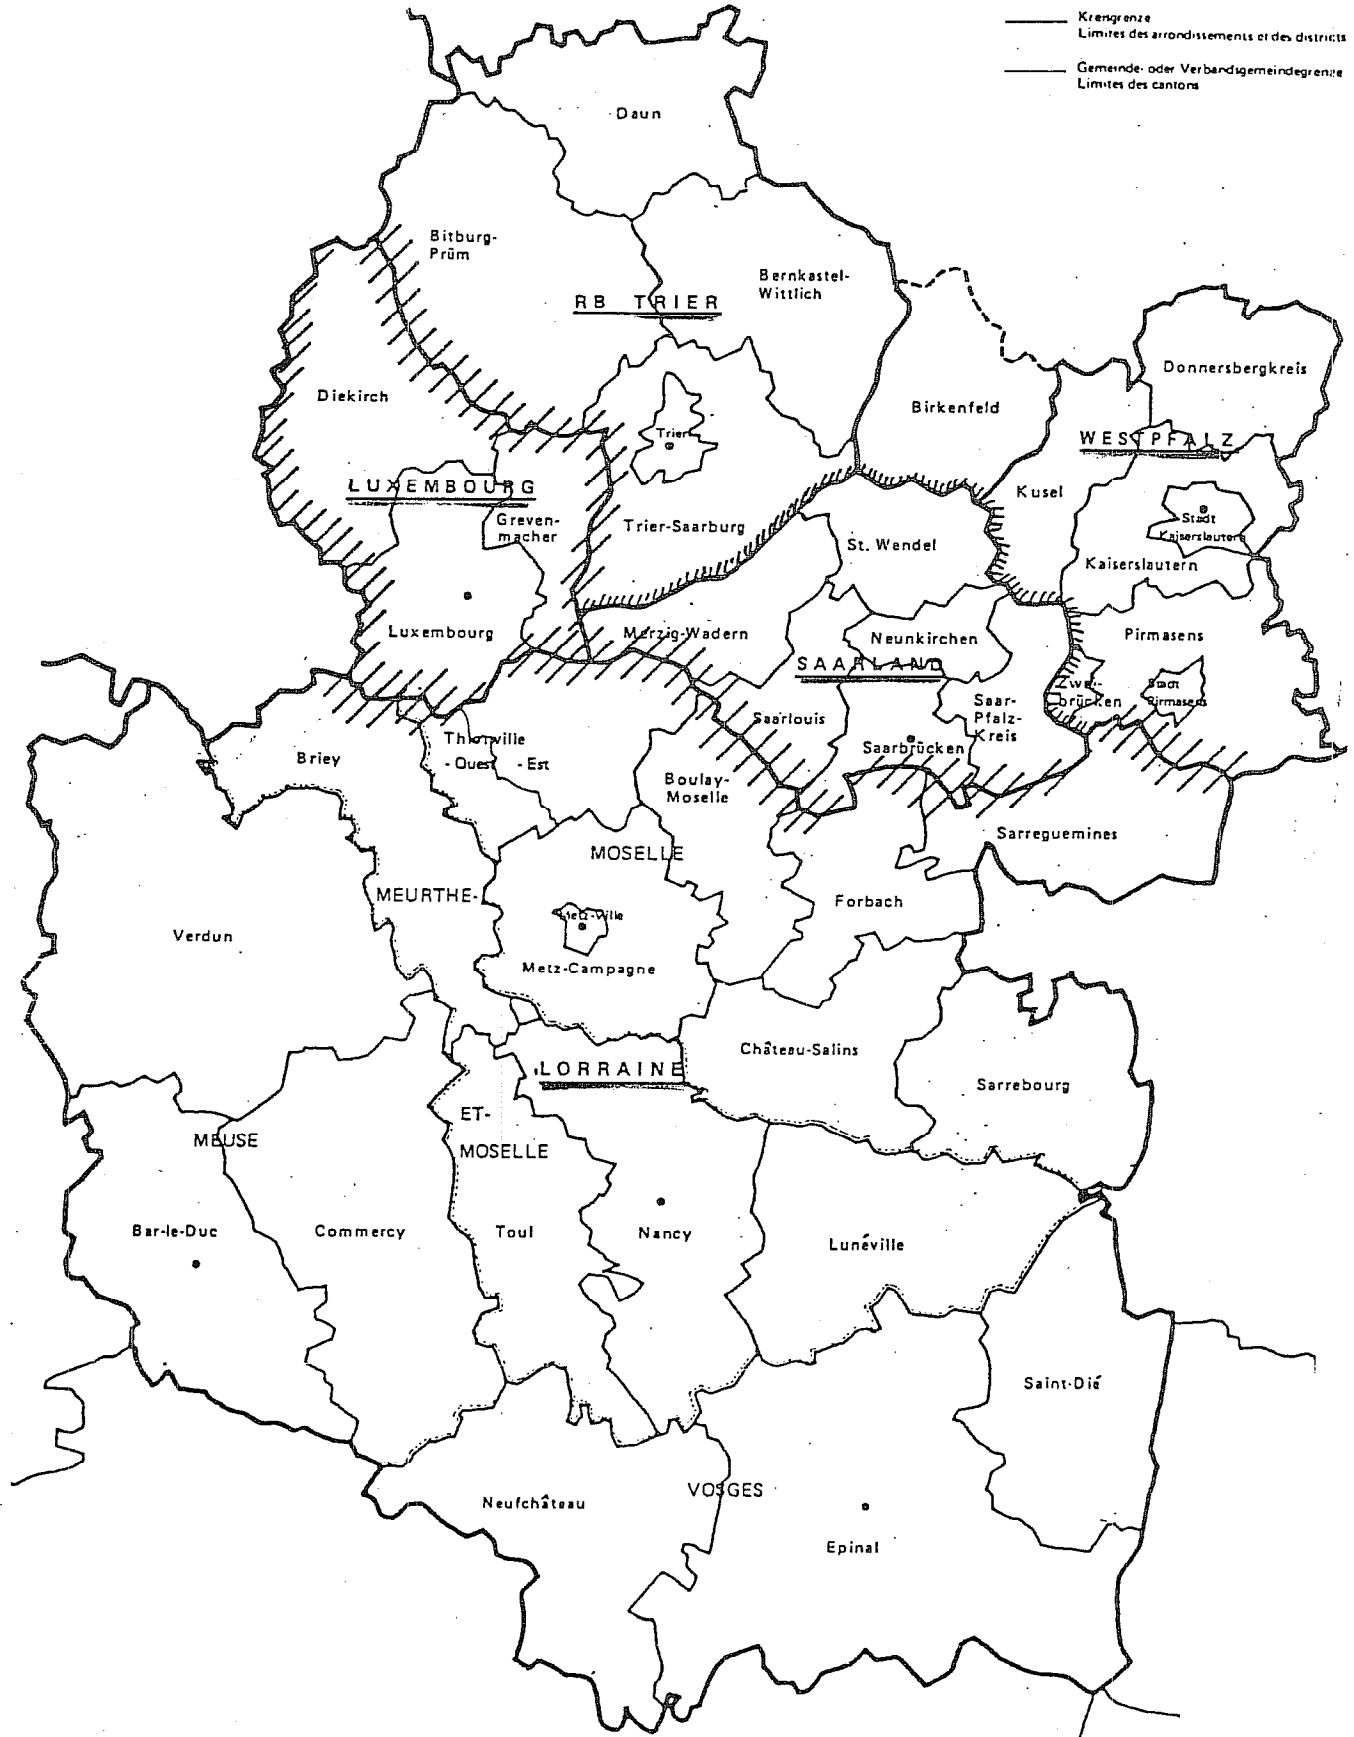 Kreisgrenze
Limites des arrondissements et des districts
Gemeinde- oder Verbandsgemeindegrenze
Limites des cantons
Daun
Bitburg-
Prüm
Bernkastel-
Wittlich
RB TRIER
Donnersbergkreis
Diekirch
Birkenfeld
Trier
WESTPFALZ
LUXEMBOURG
Kusel
Greven-
macher
Trier-Saarburg
Stadt
Kaiserslautern
St. Wendel
Kaiserslautern
Luxembourg
Merzig-Wadern
Neunkirchen
Pirmasens
SAARLAND
Zwei-
brücken
Stadt
Pirmasens
Saarlouis
Saar-
Pfalz-
Kreis
Saarbrücken
Briey
Thionville
- Ouest - Est
Boulay-
Moselle
Sarreguemines
MOSELLE
MEURTHE-
Forbach
Metz-Ville
Verdun
Metz-Campagne
Château-Salins
LORRAINE
Sarrebourg
ET-
MOSELLE
MEUSE
Bar-le-Duc
Commercy
Toul
Nancy
Lunéville
Saint-Dié
Neufchâteau
VOSGES
Epinal